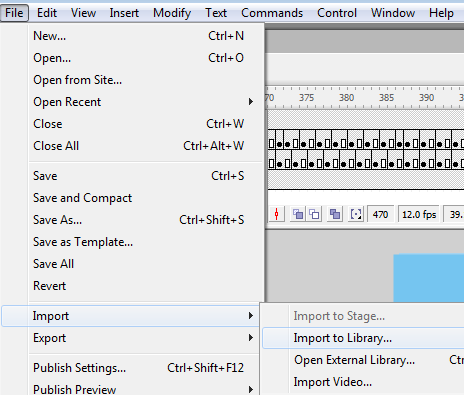 File Edit View Insert Modify Text Commands Control Window Help
New... Ctrl+N
Open... Ctrl+O
Open from Site...
Open Recent
Close Ctrl+W
Close All Ctrl+Alt+W
Save Ctrl+S
Save and Compact
Save As... Ctrl+Shift+S
Save as Template...
Save All
Revert
Import
Export
Publish Settings... Ctrl+Shift+F12
Publish Preview
70 375 380 385 390
470 12.0 fps 39.
Import to Stage...
Import to Library...
Open External Library... Ct
Import Video...